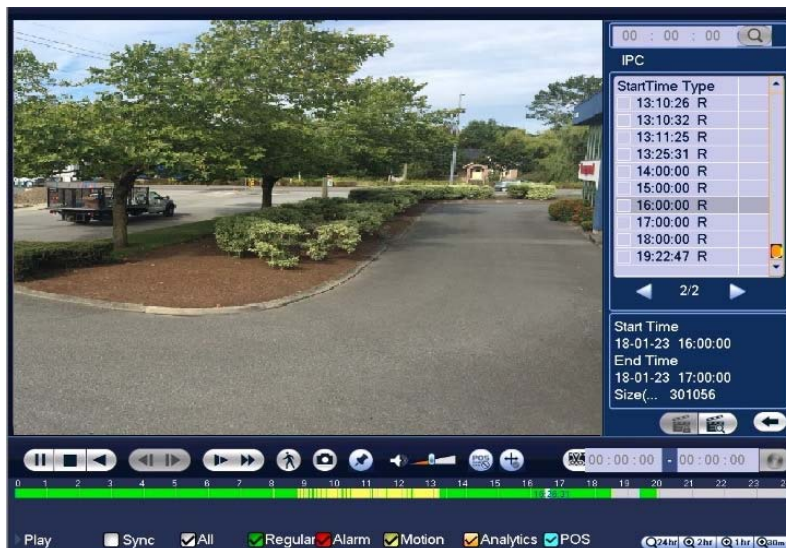 00 : 00 : 00
IPC
StartTime Type
13:10:26 R
13:10:32 R
13:11:25 R
13:25:31 R
14:00:00 R
15:00:00 R
16:00:00 R
17:00:00 R
18:00:00 R
19:22:47 R
2/2
Start Time
18-01-23 16:00:00
End Time
18-01-23 17:00:00
Size(... 301056
POS
00 : 00 : 00 - 00 : 00 : 00
0 1 2 3 4 5 6 7 8 9 10 11 12 13 14 15 16 17 18 19 20 21 22 23
Play Sync All Regular Alarm Motion Analytics POS 24hr 2hr 1hr 30m